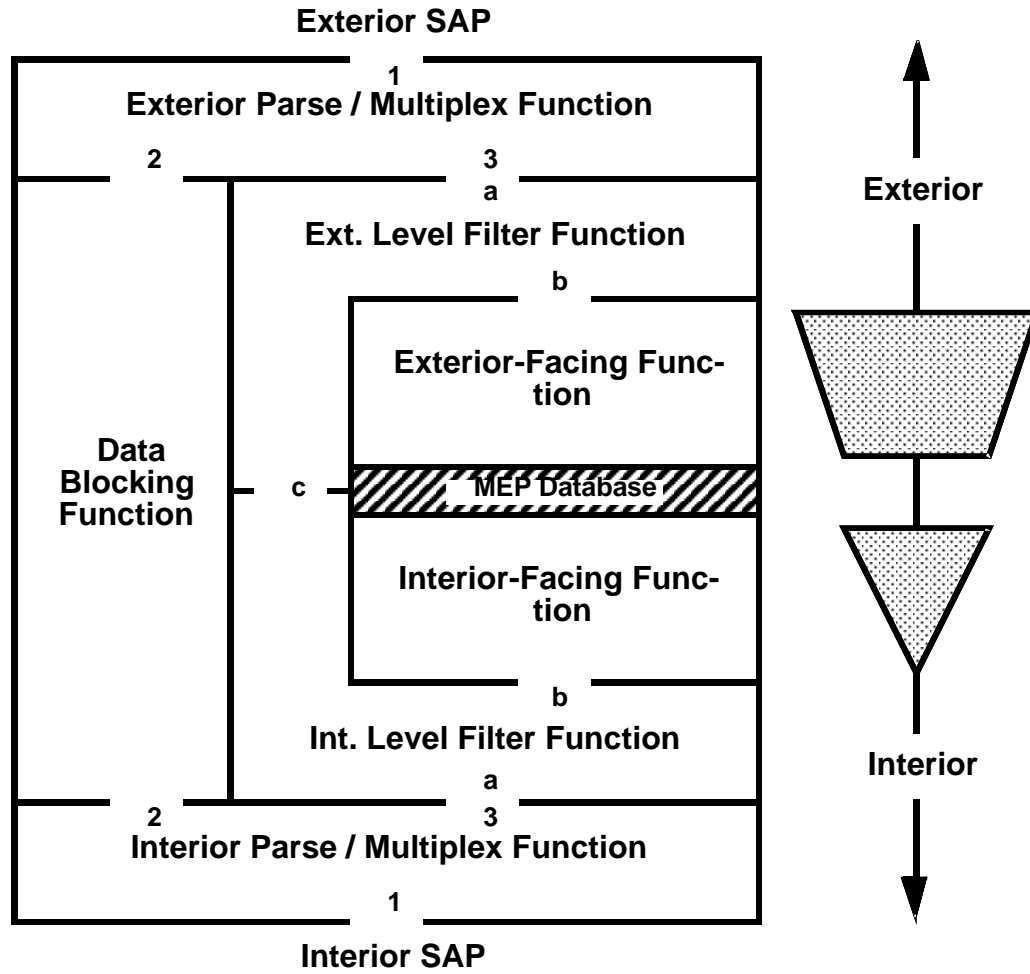 Exterior SAP
1
Exterior Parse / Multiplex Function
2
3
a
Exterior
Ext. Level Filter Function
b
Exterior-Facing Func-
tion
Data
Blocking
Function
c
MEP Database
Interior-Facing Func-
tion
b
Int. Level Filter Function
Interior
a
2
3
Interior Parse / Multiplex Function
1
Interior SAP